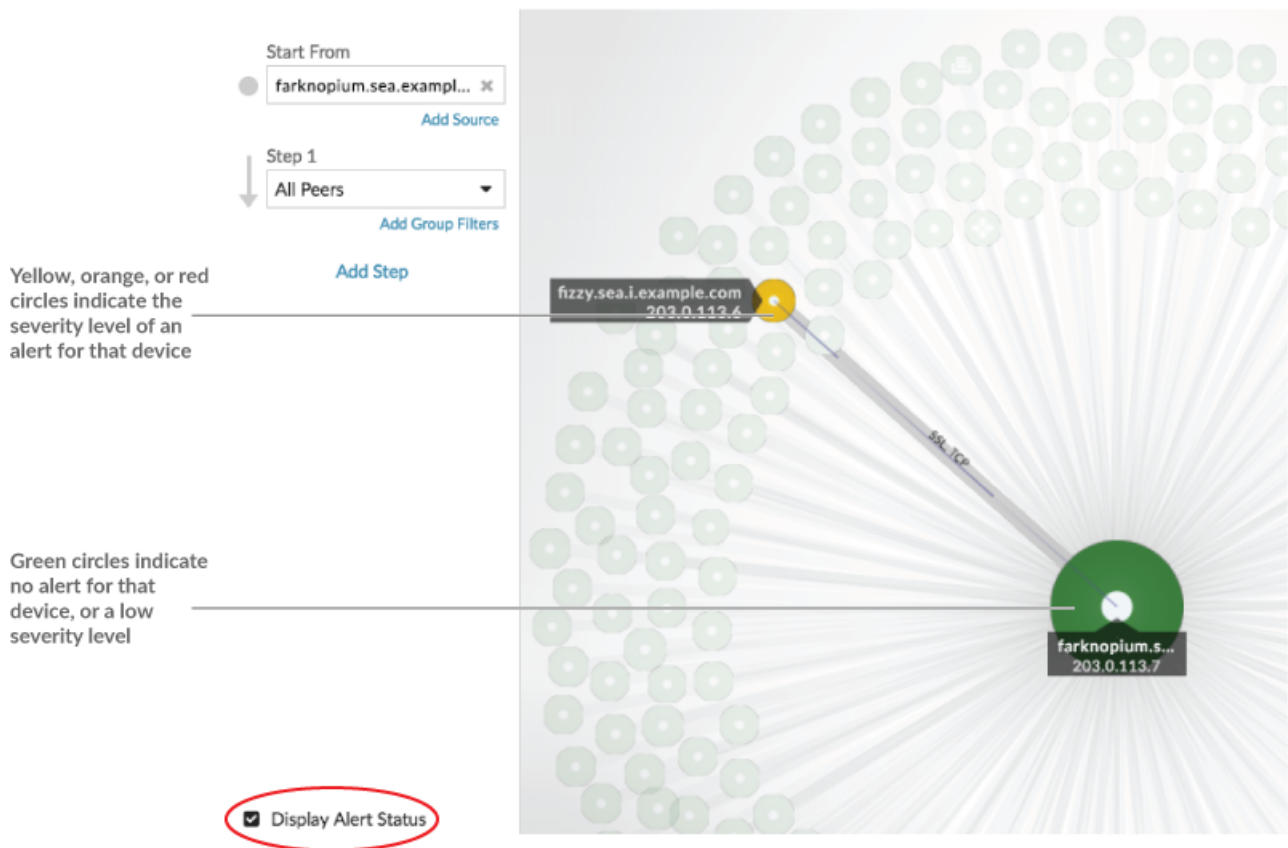 Start From
farknopium.sea.exampl... ✖
Add Source
Step 1
All Peers
Add Group Filters
Add Step
Yellow, orange, or red
circles indicate the
severity level of an
alert for that device
fizzy.sea.i.example.com
203.0.113.6
SSL, TCP
Green circles indicate
no alert for that
device, or a low
severity level
farknopium.s...
203.0.113.7
Display Alert Status